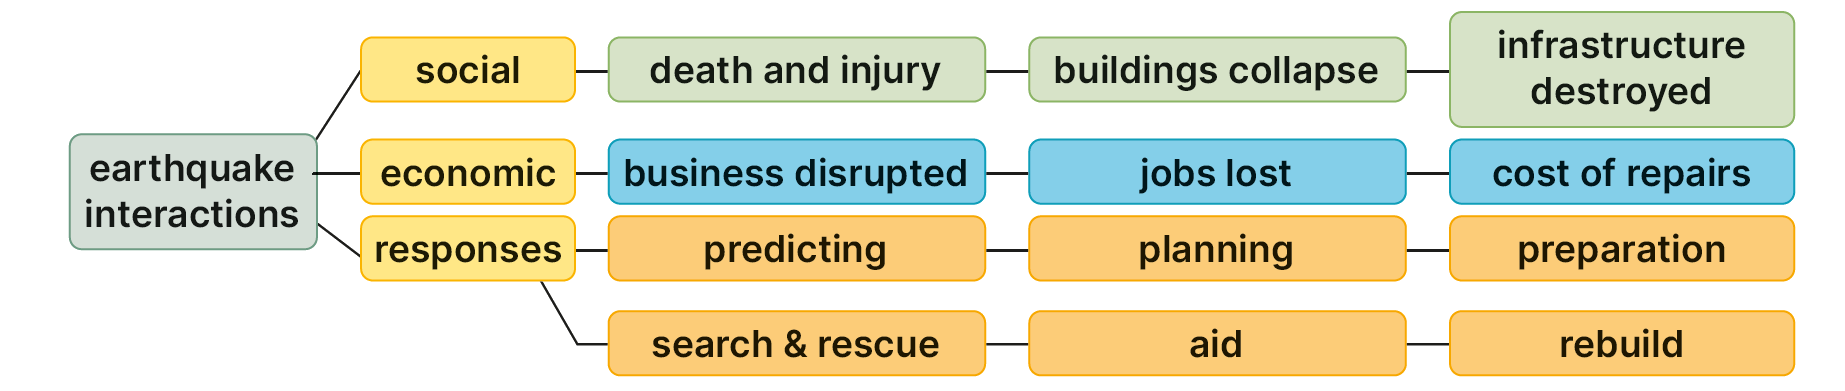 social
death and injury
buildings collapse
infrastructure
destroyed
earthquake
interactions
economic
business disrupted
jobs lost
cost of repairs
responses
predicting
planning
preparation
search & rescue
aid
rebuild